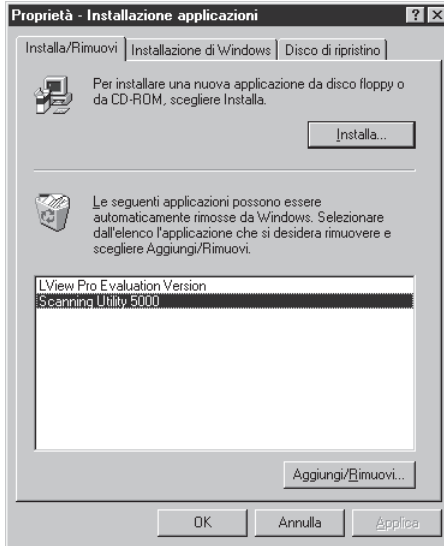 Proprietà - Installazione applicazioni
Installa/Rimuovi
Installazione di Windows
Disco di ripristino
Per installare una nuova applicazione da disco floppy o
da CD-ROM, scegliere Installa.
Installa...
Le seguenti applicazioni possono essere
automaticamente rimosse da Windows. Selezionare
dall'elenco l'applicazione che si desidera rimuovere e
scegliere Aggiungi/Rimuovi.
LView Pro Evaluation Version
Scanning Utility 5000
Aggiungi/Rimuovi...
OK
Annulla
Applica